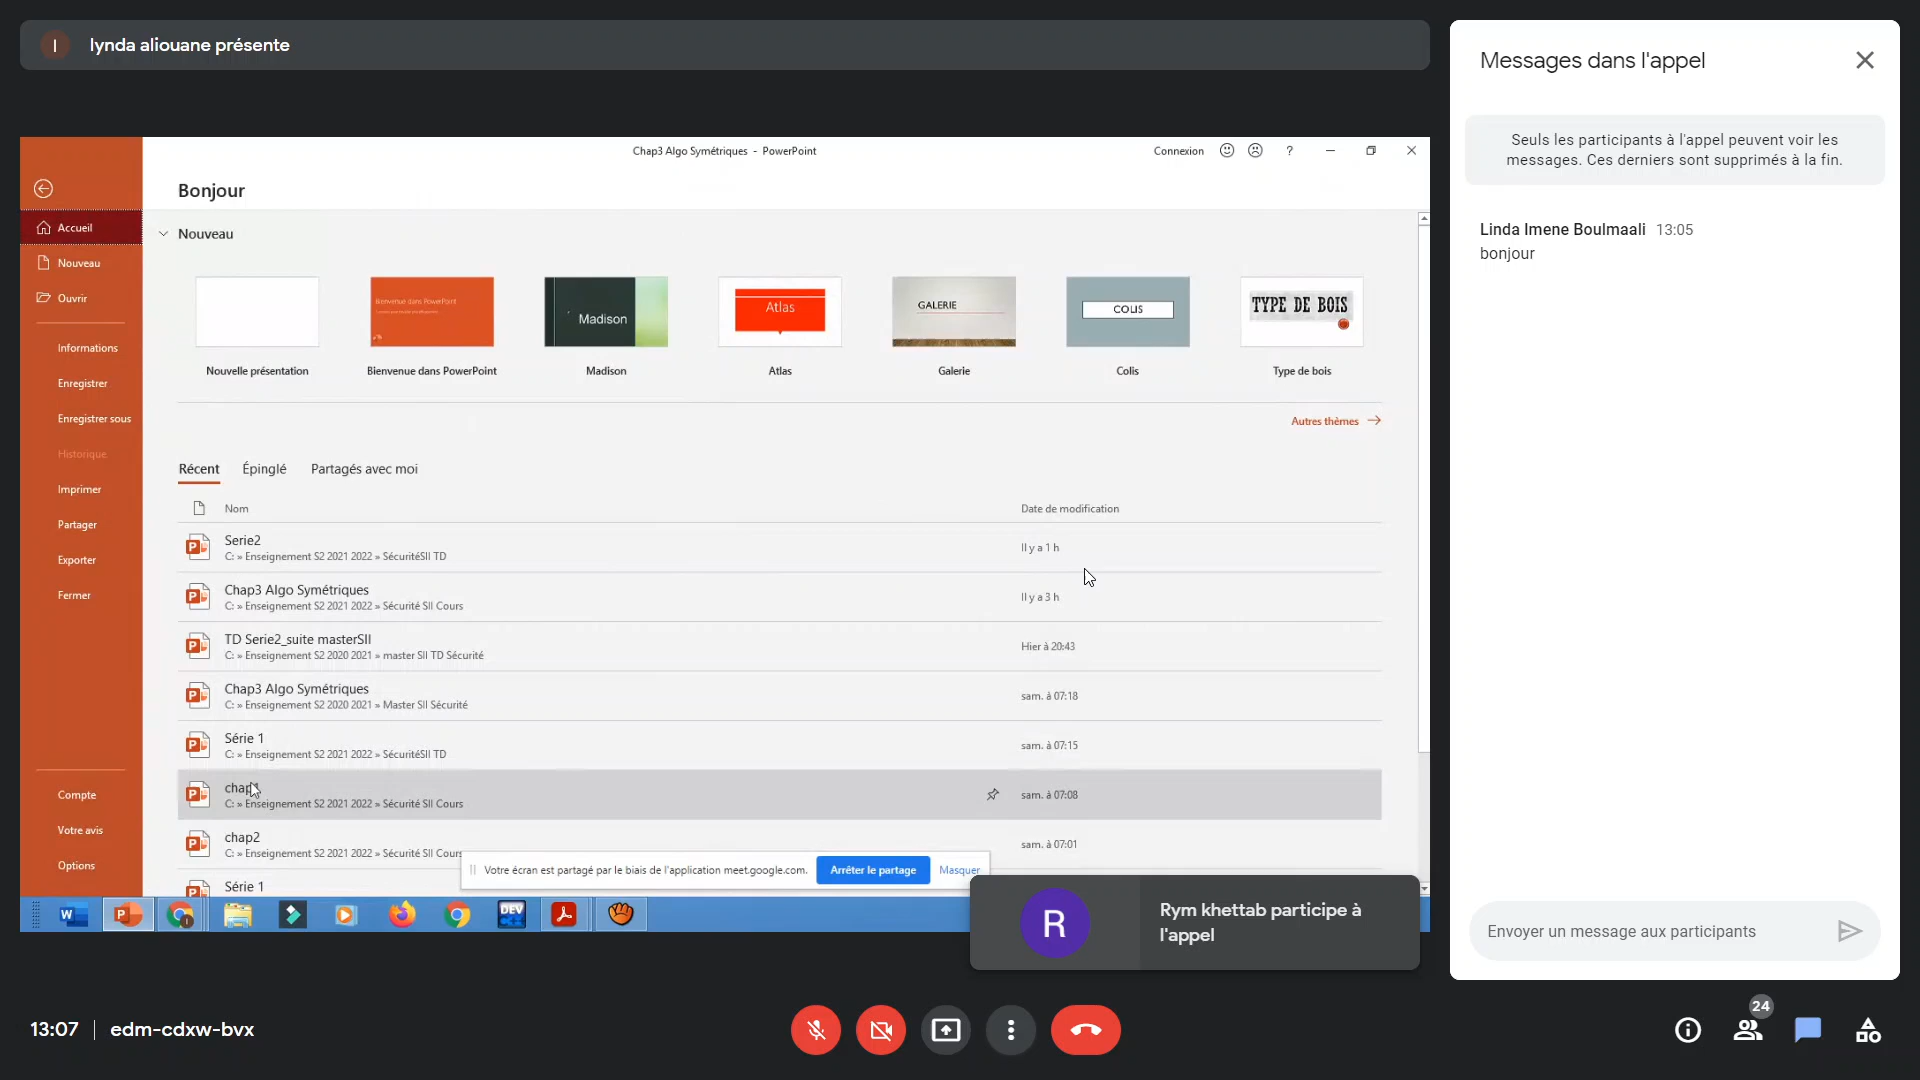 l lynda aliouane présente
Chap3 Algo Symétriques - PowerPoint
Connexion ?
Bonjour
Accueil
Nouveau
Ouvrir
Informations
Enregistrer
Enregistrer sous
Historique
Imprimer
Partager
Exporter
Fermer
Compte
Votre avis
Options
Nouveau
Bienvenue dans PowerPoint
Madison
Atlas
GALERIE
COLIS
TYPE DE BOIS
Nouvelle présentation
Bienvenue dans PowerPoint
Madison
Atlas
Galerie
Colis
Type de bois
Autres thèmes
Récent Épinglé Partagés avec moi
Nom Date de modification
Serie2
C: » Enseignement S2 2021 2022 » SécuritéSII TD
Il y a 1 h
Chap3 Algo Symétriques
C: » Enseignement S2 2021 2022 » Sécurité SII Cours
Il y a 3 h
TD Serie2_suite masterSII
C: » Enseignement S2 2020 2021 » master SII TD Sécurité
Hier à 20:43
Chap3 Algo Symétriques
C: » Enseignement S2 2020 2021 » Master SII Sécurité
sam. à 07:18
Série 1
C: » Enseignement S2 2021 2022 » SécuritéSII TD
sam. à 07:15
C: » Enseignement S2 2021 2022 » Sécurité SII Cours
sam. à 07:08
chap2
C: » Enseignement S2 2021 2022 » Sécurité SII Cours
sam. à 07:01
Série 1
Votre écran est partagé par le biais de l'application meet.google.com. Arrêter le partage Masquer
W P DEV C++
R
Rym khettab participe à
l'appel
Messages dans l'appel
Seuls les participants à l'appel peuvent voir les
messages. Ces derniers sont supprimés à la fin.
Linda Imene Boulmaali 13:05
bonjour
Envoyer un message aux participants
13:07 | edm-cdxw-bvx
24